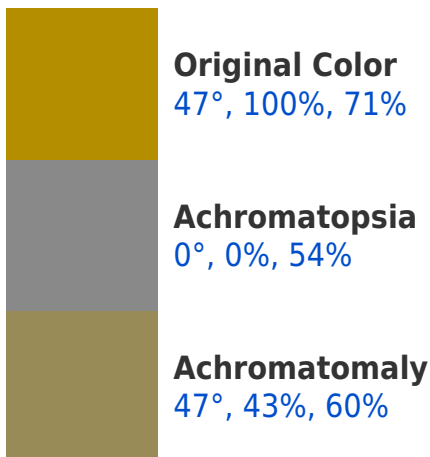 Original Color
47°, 100%, 71%
Achromatopsia
0°, 0%, 54%
Achromatomaly
47°, 43%, 60%